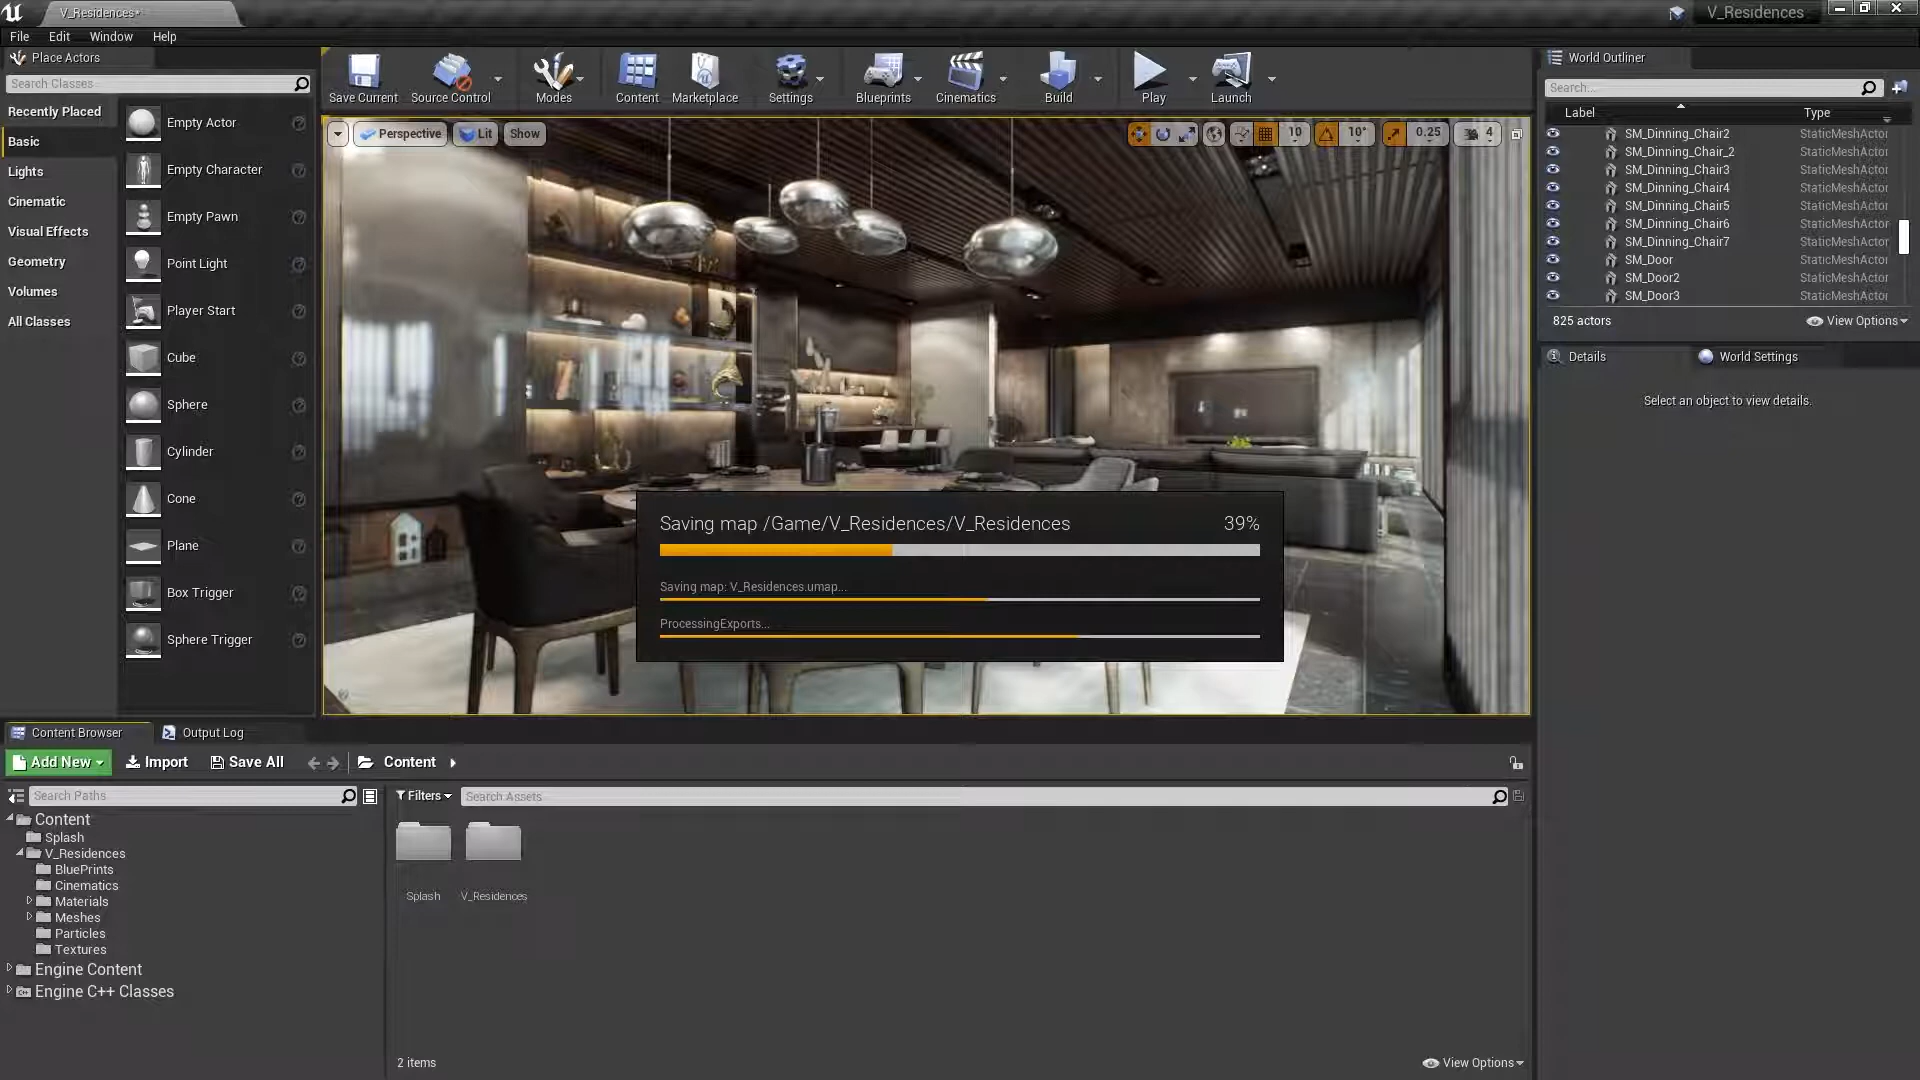 V_Residences*
V_Residences
File
Edit
Window
Help
Place Actors
Search Classes
Recently Placed
Basic
Lights
Cinematic
Visual Effects
Geometry
Volumes
All Classes
Empty Actor
Empty Character
Empty Pawn
Point Light
Player Start
Cube
Sphere
Cylinder
Cone
Plane
Box Trigger
Sphere Trigger
Save Current
Source Control
Modes
Content
Marketplace
Settings
Blueprints
Cinematics
Build
Play
Launch
Perspective
Lit
Show
10
10°
0.25
4
Saving map /Game/V_Residences/V_Residences
39%
Saving map: V_Residences.umap...
ProcessingExports...
World Outliner
Search...
Label
Type
SM_Dinning_Chair2 StaticMeshActor
SM_Dinning_Chair_2 StaticMeshActor
SM_Dinning_Chair3 StaticMeshActor
SM_Dinning_Chair4 StaticMeshActor
SM_Dinning_Chair5 StaticMeshActor
SM_Dinning_Chair6 StaticMeshActor
SM_Dinning_Chair7 StaticMeshActor
SM_Door StaticMeshActor
SM_Door2 StaticMeshActor
SM_Door3 StaticMeshActor
825 actors
View Options
Details
World Settings
Select an object to view details.
Content Browser
Output Log
Add New
Import
Save All
Content
Search Paths
Filters
Search Assets
Content
Splash
V_Residences
BluePrints
Cinematics
Materials
Meshes
Particles
Textures
Engine Content
Engine C++ Classes
Splash
V_Residences
2 items
View Options